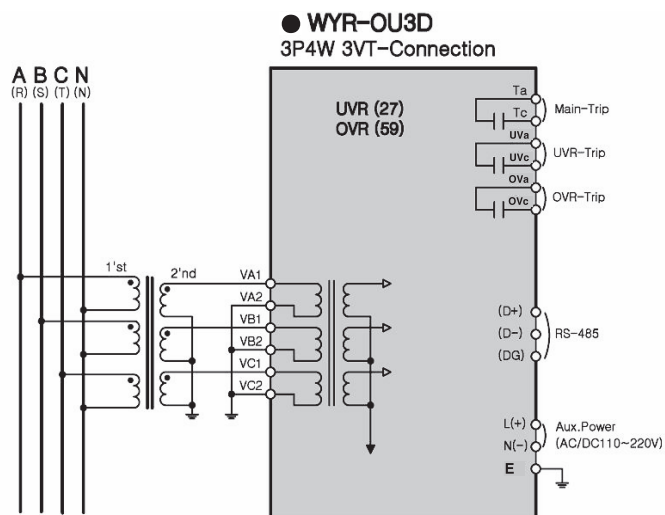 ● WYR-OU3D
3P4W 3VT-Connection
A B C N
(R) (S) (T) (N)
UVR (27)
OVR (59)
Ta
Tc
Main-Trip
UVa
UVc
UVR-Trip
OVa
OVc
OVR-Trip
1'st
2'nd
VA1
VA2
VB1
VB2
VC1
VC2
(D+)
(D-)
(DG)
RS-485
L(+)
N(-)
Aux.Power
(AC/DC110~220V)
E